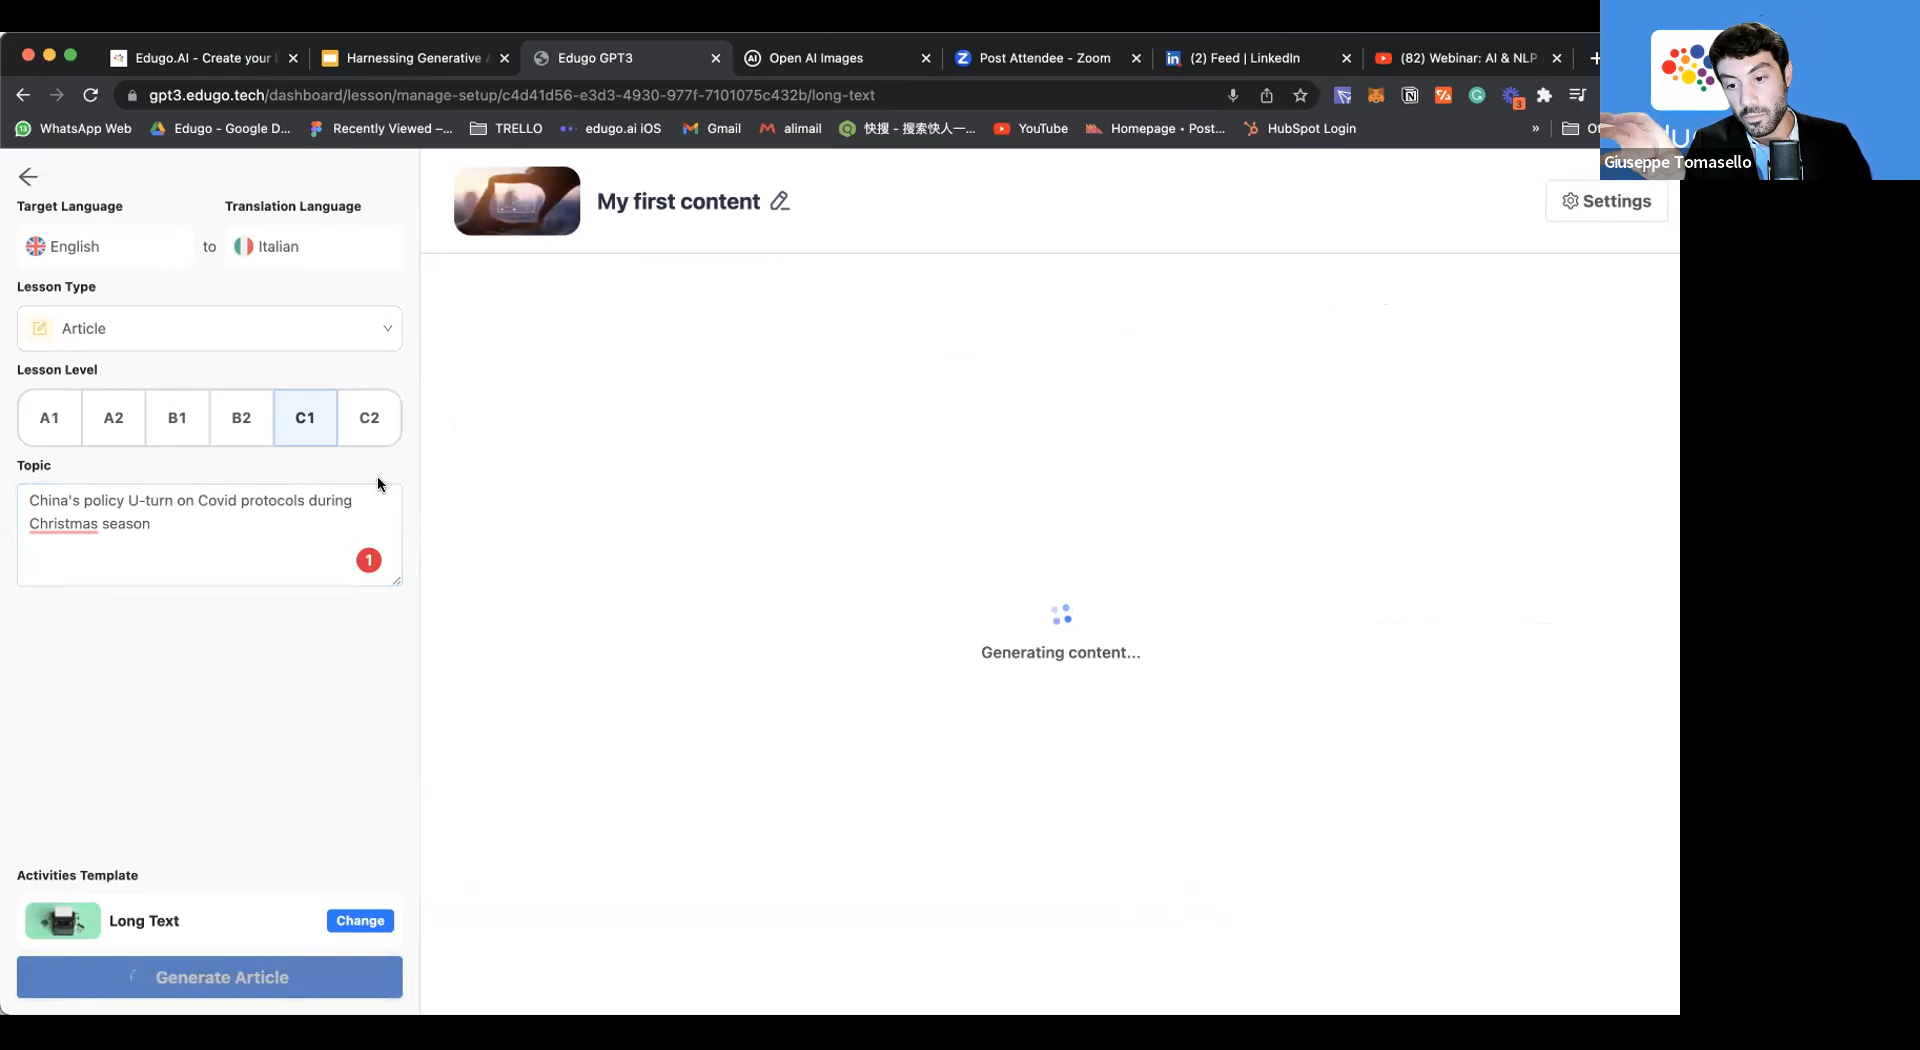 Edugo.AI - Create your
Harnessing Generative
Edugo GPT3
Open AI Images
Post Attendee - Zoom
(2) Feed | LinkedIn
(82) Webinar: AI & NLP
gpt3.edugo.tech/dashboard/lesson/manage-setup/c4d41d56-e3d3-4930-977f-7101075c432b/long-text
3
WhatsApp Web
Edugo - Google D...
Recently Viewed –...
TRELLO
edugo.ai iOS
Gmail
alimail
快搜 - 搜索快人一...
YouTube
Homepage • Post...
HubSpot Login
»
Giuseppe Tomasello
Target Language
Translation Language
English
to
Italian
Lesson Type
Article
Lesson Level
A1
A2
B1
B2
C1
C2
Topic
China's policy U-turn on Covid protocols during
Christmas season
1
Activities Template
Long Text
Change
Generate Article
My first content
Settings
Generating content...